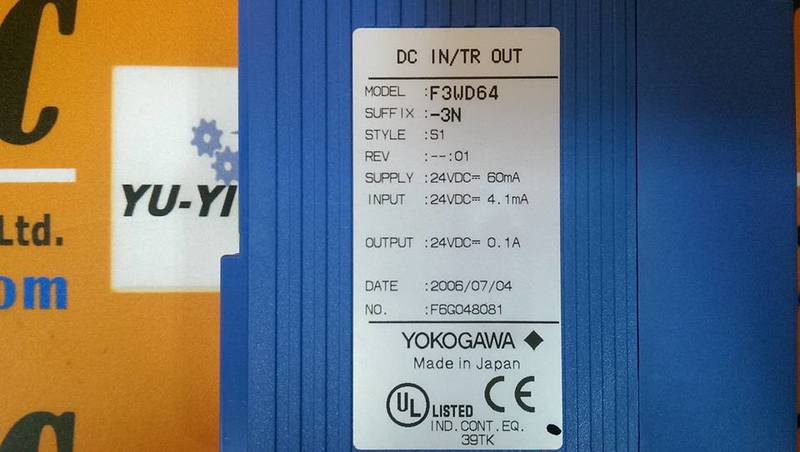 C
YU-YI
Ltd.
om
C
DC IN/TR OUT
MODEL :F3WD64
SUFFIX :-3N
STYLE :S1
REV :--:01
SUPPLY :24VDC⎓ 60mA
INPUT :24VDC⎓ 4.1mA
OUTPUT :24VDC⎓ 0.1A
DATE :2006/07/04
NO. :F6G048081
YOKOGAWA ◆
Made in Japan
UL LISTED CE
IND.CONT.EQ.
39TK